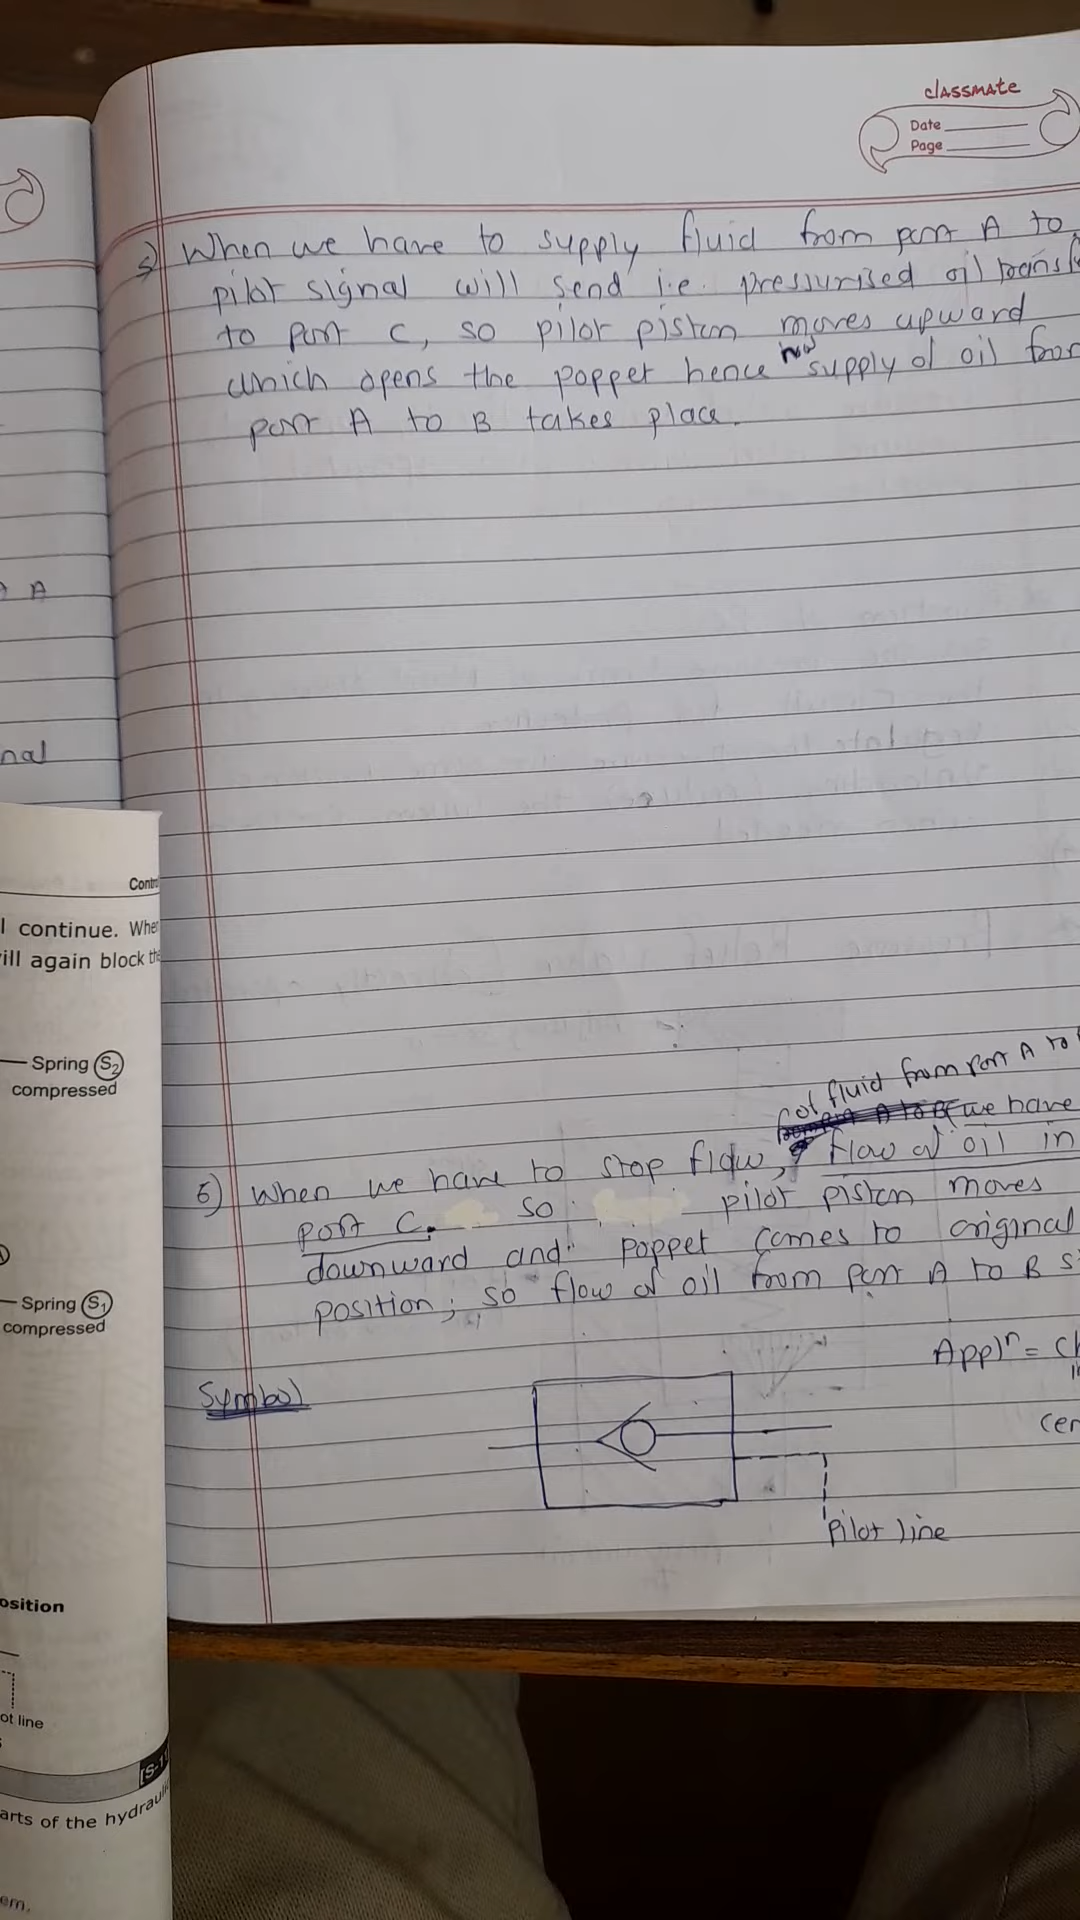 classmate
Date
Page
5) When we have to supply fluid from port A to
pilot signal will send i.e. pressurised oil
to port C, so pilot piston moves upward
which opens the poppet hence now supply of oil from
port A to B takes place.
A
nal
Contr
l continue. When
ill again block the
Spring S2
compressed
of fluid from port A to
we have
6) When we have to stop flow, flow of oil in
port C. so pilot piston moves
downward and poppet comes to original
position; so flow of oil from port A to B
Spring S1
compressed
Appln =
Symbol
Pilot line
osition
ot line
[S-1
arts of the hydraul
em.